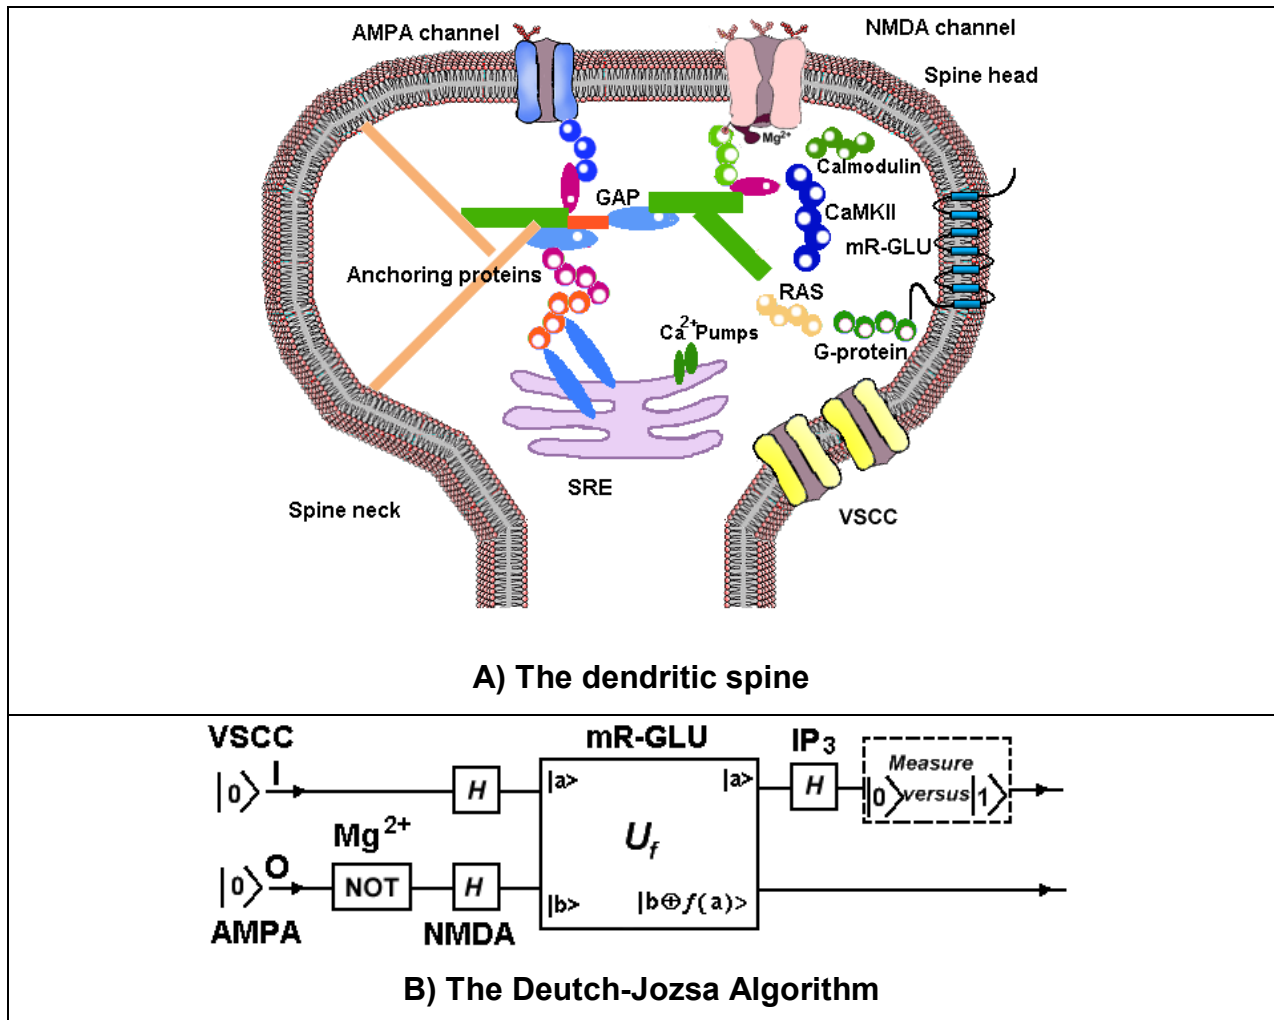 AMPA channel
NMDA channel
Spine head
Mg2+
Calmodulin
GAP
CaMKII
mR-GLU
Anchoring proteins
RAS
Ca2+ Pumps
G-protein
SRE
Spine neck
VSCC
A) The dendritic spine
VSCC
mR-GLU
IP3
|0> I
H
|a>
|a>
H
Measure
|0> versus |1>
Mg2+
Uf
|0> O
NOT
H
|b>
|b⊕f(a)>
AMPA
NMDA
B) The Deutch-Jozsa Algorithm